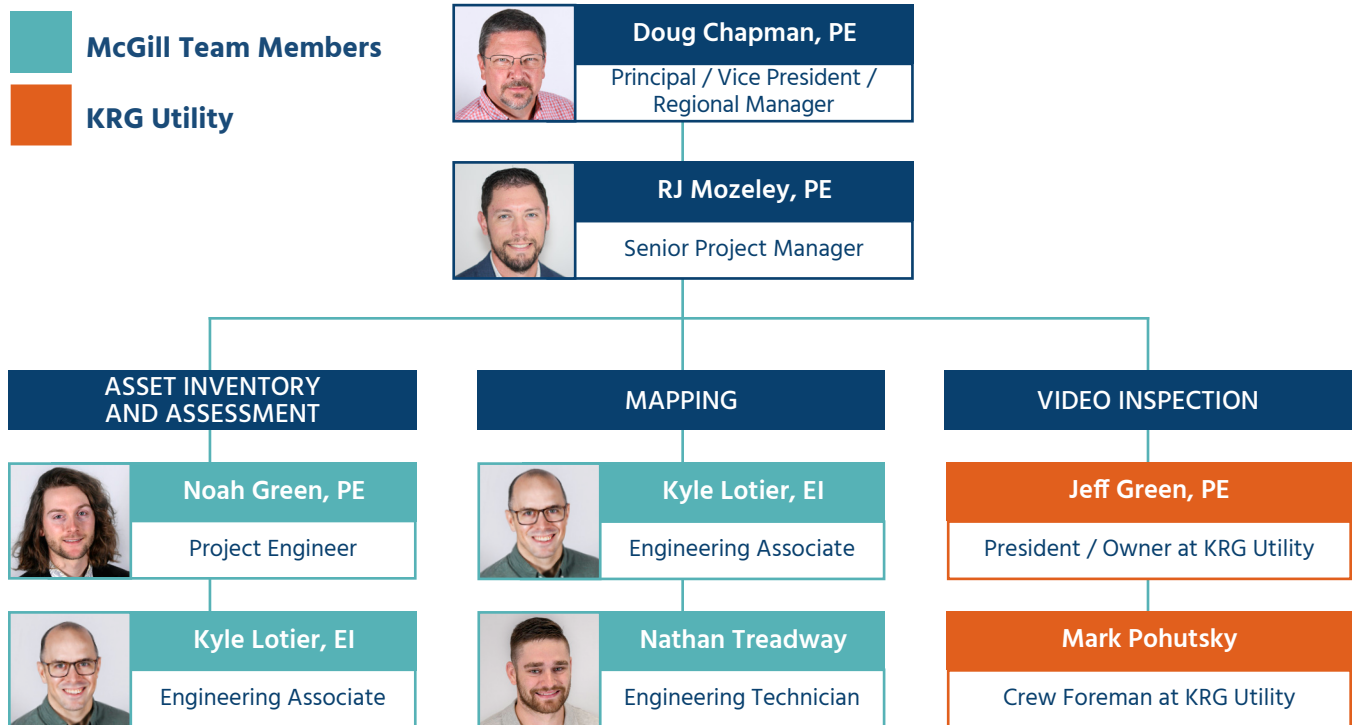 McGill Team Members
KRG Utility
Doug Chapman, PE
Principal / Vice President /
Regional Manager
RJ Mozeley, PE
Senior Project Manager
ASSET INVENTORY
AND ASSESSMENT
Noah Green, PE
Project Engineer
Kyle Lotier, EI
Engineering Associate
MAPPING
Kyle Lotier, EI
Engineering Associate
Nathan Treadway
Engineering Technician
VIDEO INSPECTION
Jeff Green, PE
President / Owner at KRG Utility
Mark Pohutsky
Crew Foreman at KRG Utility